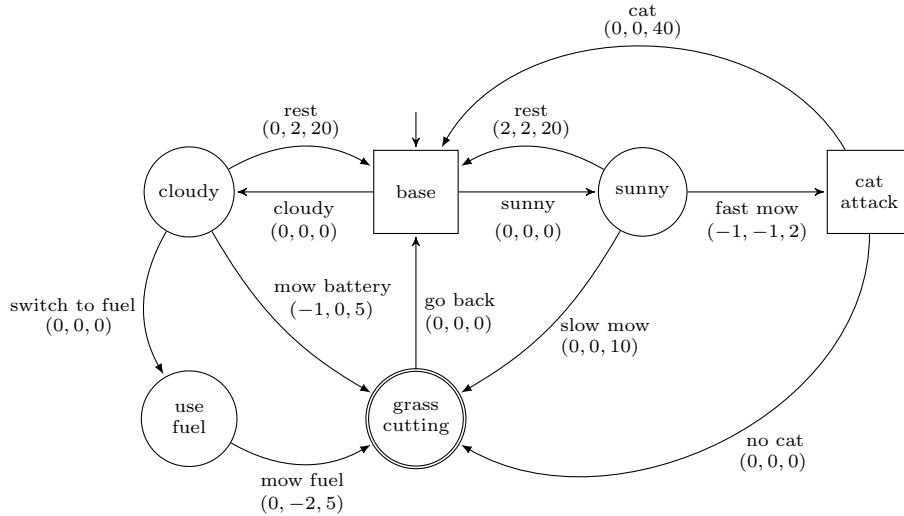 cat
(0, 0, 40)
rest
(0, 2, 20)
rest
(2, 2, 20)
cloudy
base
sunny
cat
attack
cloudy
(0, 0, 0)
sunny
(0, 0, 0)
fast mow
(−1, −1, 2)
switch to fuel
(0, 0, 0)
mow battery
(−1, 0, 5)
go back
(0, 0, 0)
slow mow
(0, 0, 10)
use
fuel
grass
cutting
no cat
(0, 0, 0)
mow fuel
(0, −2, 5)